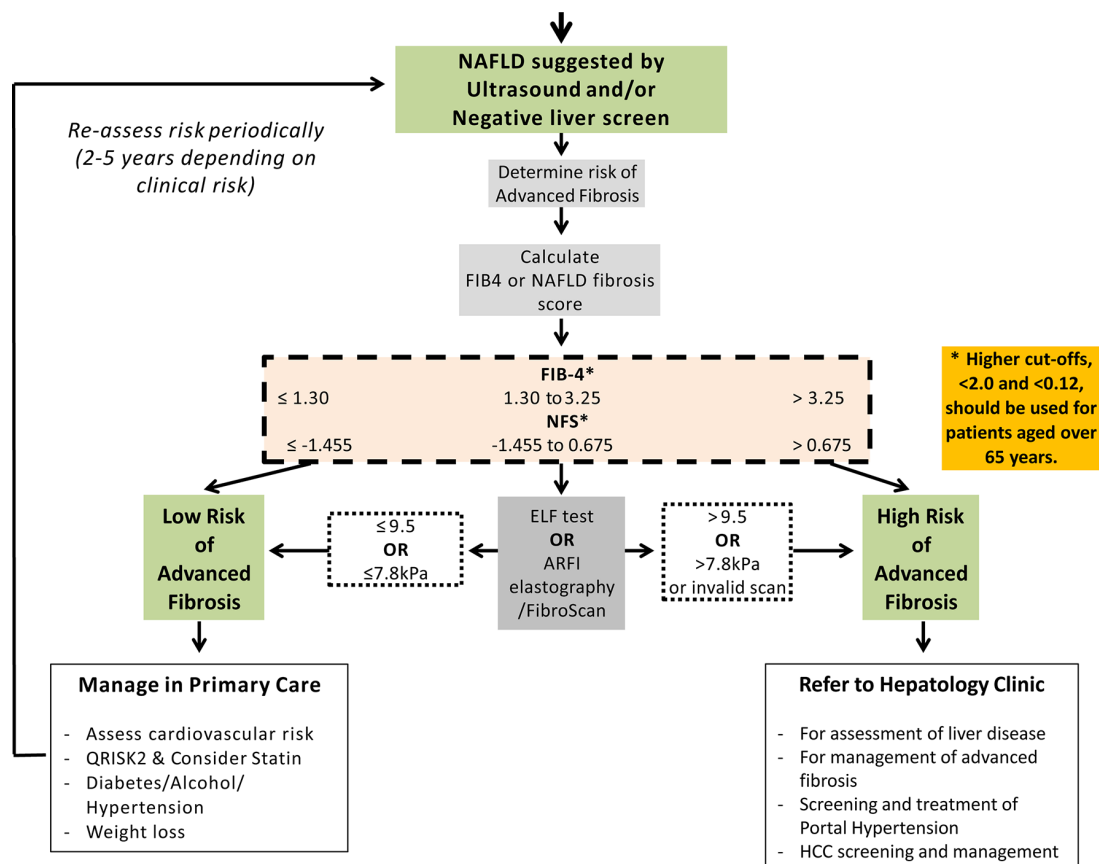 NAFLD suggested by
Ultrasound and/or
Negative liver screen
Re-assess risk periodically
(2-5 years depending on
clinical risk)
Determine risk of
Advanced Fibrosis
Calculate
FIB4 or NAFLD fibrosis
score
FIB-4*
≤ 1.30 1.30 to 3.25 > 3.25
NFS*
≤ -1.455 -1.455 to 0.675 > 0.675
* Higher cut-offs,
<2.0 and <0.12,
should be used for
patients aged over
65 years.
Low Risk
of
Advanced
Fibrosis
≤ 9.5
OR
≤7.8kPa
ELF test
OR
ARFI
elastography
/FibroScan
> 9.5
OR
>7.8kPa
or invalid scan
High Risk
of
Advanced
Fibrosis
Manage in Primary Care
- Assess cardiovascular risk
- QRISK2 & Consider Statin
- Diabetes/Alcohol/
Hypertension
- Weight loss
Refer to Hepatology Clinic
- For assessment of liver disease
- For management of advanced
fibrosis
- Screening and treatment of
Portal Hypertension
- HCC screening and management